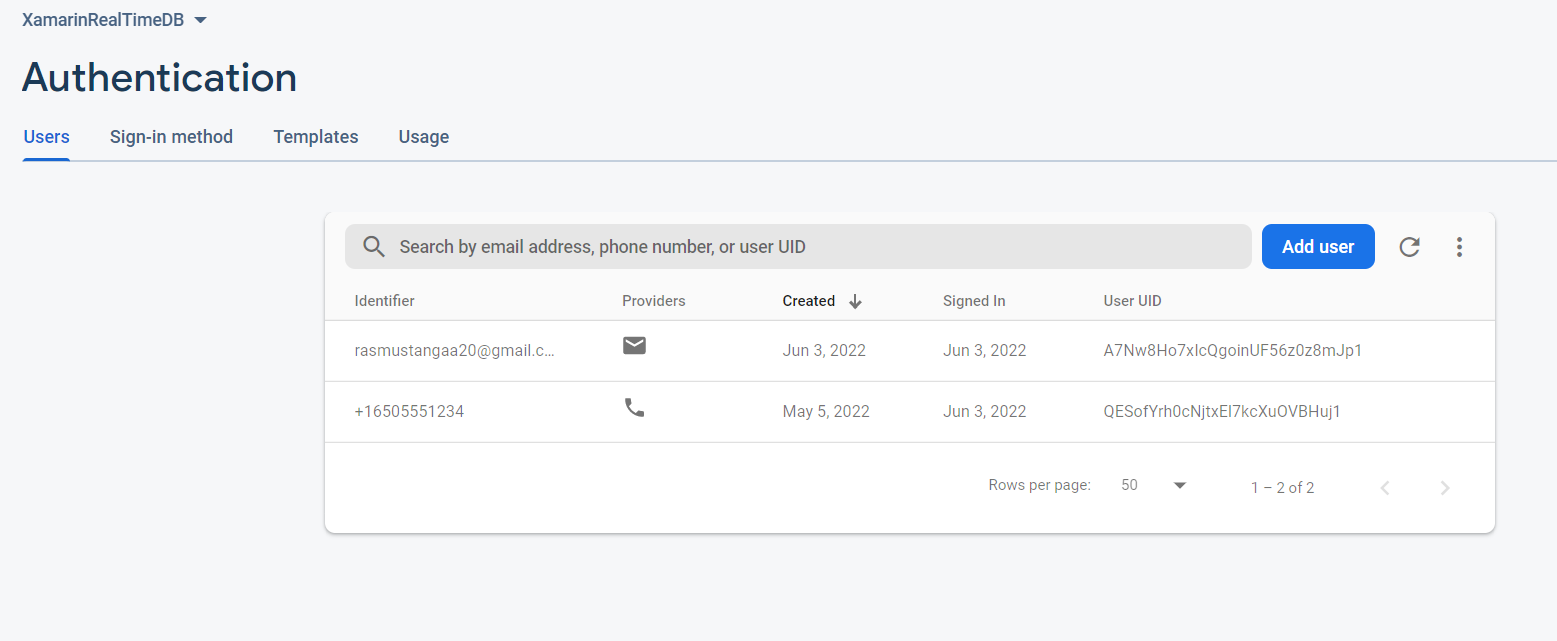 XamarinRealTimeDB
Authentication
Users Sign-in method Templates Usage
Search by email address, phone number, or user UID Add user
Identifier Providers Created Signed In User UID
rasmustangaa20@gmail.c... Jun 3, 2022 Jun 3, 2022 A7Nw8Ho7xIcQgoinUF56z0z8mJp1
+16505551234 May 5, 2022 Jun 3, 2022 QESofYrh0cNjtxEI7kcXuOVBHuj1
Rows per page: 50 1 – 2 of 2